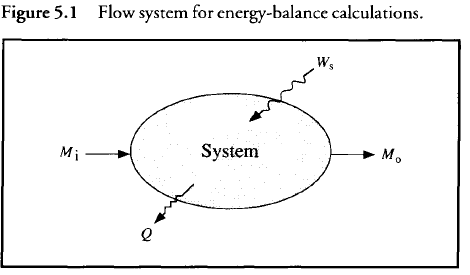 Figure 5.1 Flow system for energy-balance calculations.
Ws
Mi
System
Mo
Q